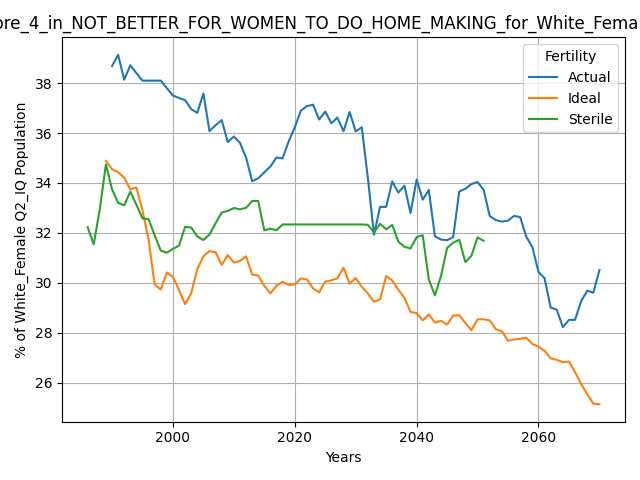 ore_4_in_NOT_BETTER_FOR_WOMEN_TO_DO_HOME_MAKING_for_White_Fema
Fertility
Actual
Ideal
Sterile
% of White_Female Q2_IQ Population
38
36
34
32
30
28
26
2000
2020
2040
2060
Years